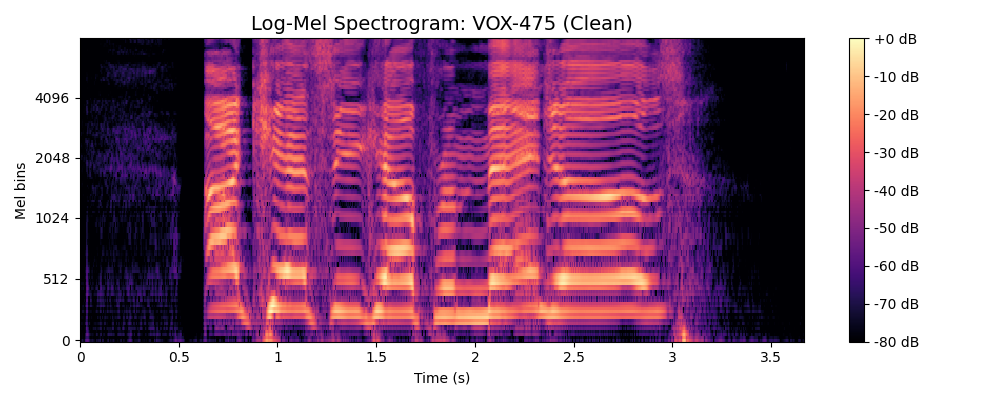 Log-Mel Spectrogram: VOX-475 (Clean)
Mel bins
4096
2048
1024
512
0
0 0.5 1 1.5 2 2.5 3 3.5
Time (s)
+0 dB
-10 dB
-20 dB
-30 dB
-40 dB
-50 dB
-60 dB
-70 dB
-80 dB